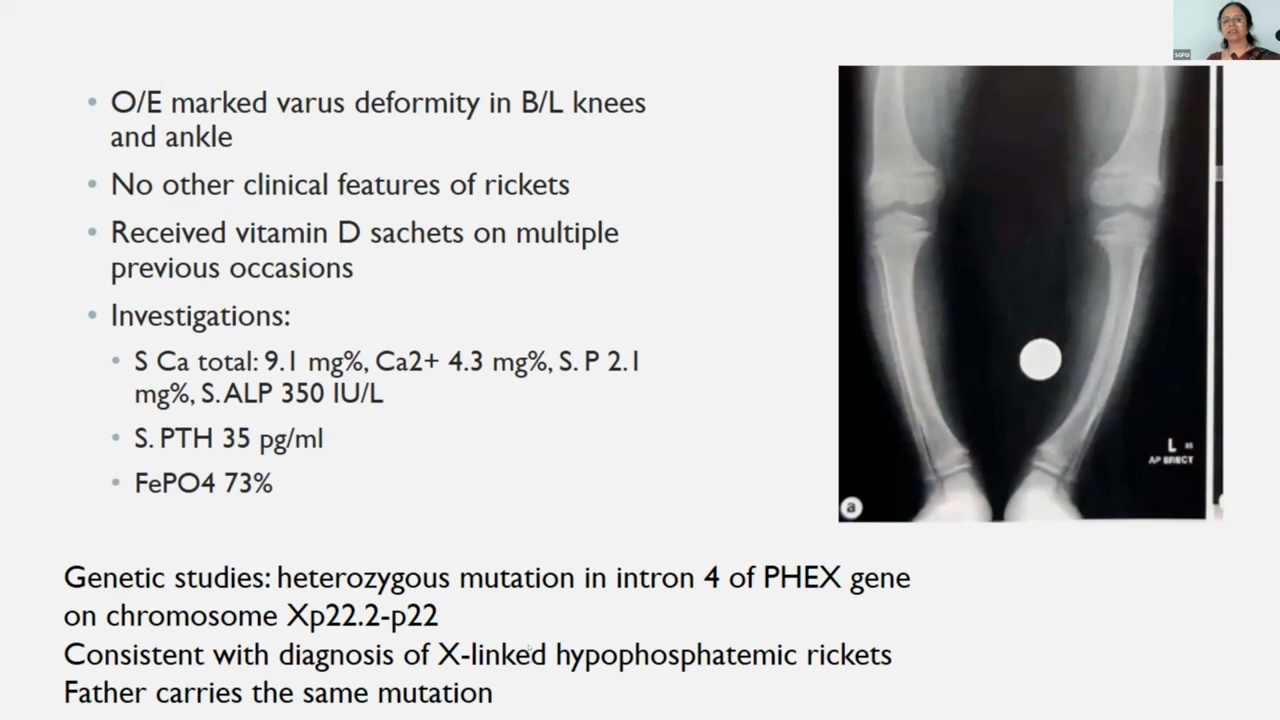 SGPGI
O/E marked varus deformity in B/L knees
and ankle
No other clinical features of rickets
Received vitamin D sachets on multiple
previous occasions
Investigations:
S Ca total: 9.1 mg%, Ca2+ 4.3 mg%, S. P 2.1
mg%, S. ALP 350 IU/L
S. PTH 35 pg/ml
FePO4 73%
L
AP ERECT
a
Genetic studies: heterozygous mutation in intron 4 of PHEX gene
on chromosome Xp22.2-p22
Consistent with diagnosis of X-linked hypophosphatemic rickets
Father carries the same mutation